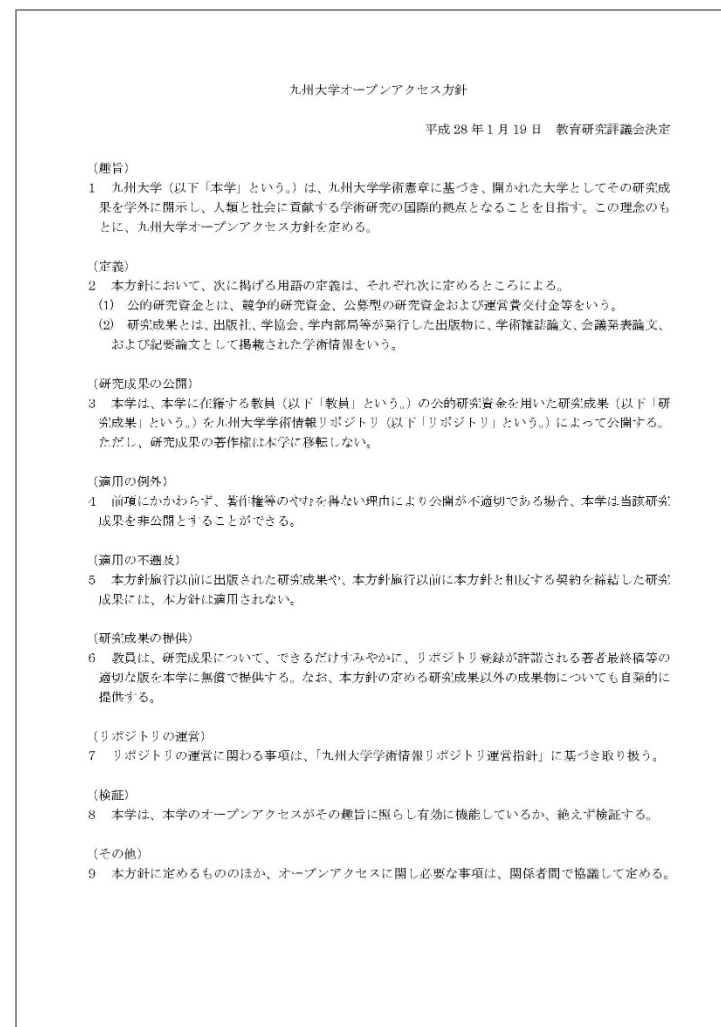 九州大学オープンアクセス方針
平成 28 年 1 月 19 日　教育研究評議会決定
（趣旨）
1　九州大学（以下「本学」という。）は、九州大学学術憲章に基づき、開かれた大学としてその研究成
果を学外に開示し、人類と社会に貢献する学術研究の国際的拠点となることを目指す。この理念のも
とに、九州大学オープンアクセス方針を定める。
（定義）
2　本方針において、次に掲げる用語の定義は、それぞれ次に定めるところによる。
(1)　公的研究資金とは、競争的研究資金、公募型の研究資金および運営費交付金等をいう。
(2)　研究成果とは、出版社、学協会、学内部局等が発行した出版物に、学術雑誌論文、会議発表論文、
および紀要論文として掲載された学術情報をいう。
（研究成果の公開）
3　本学は、本学に在籍する教員（以下「教員」という。）の公的研究資金を用いた研究成果（以下「研
究成果」という。）を九州大学学術情報リポジトリ（以下「リポジトリ」という。）によって公開する。
ただし、研究成果の著作権は本学に移転しない。
（適用の例外）
4　前項にかかわらず、著作権等のやむを得ない理由により公開が不適切である場合、本学は当該研究
成果を非公開とすることができる。
（適用の不遡及）
5　本方針施行以前に出版された研究成果や、本方針施行以前に本方針と相反する契約を締結した研究
成果には、本方針は適用されない。
（研究成果の提供）
6　教員は、研究成果について、できるだけすみやかに、リポジトリ登録が許諾される著者最終稿等の
適切な版を本学に無償で提供する。なお、本方針の定める研究成果以外の成果物についても自発的に
提供する。
（リポジトリの運営）
7　リポジトリの運営に関わる事項は、「九州大学学術情報リポジトリ運営指針」に基づき取り扱う。
（検証）
8　本学は、本学のオープンアクセスがその趣旨に照らし有効に機能しているか、絶えず検証する。
（その他）
9　本方針に定めるもののほか、オープンアクセスに関し必要な事項は、関係者間で協議して定める。